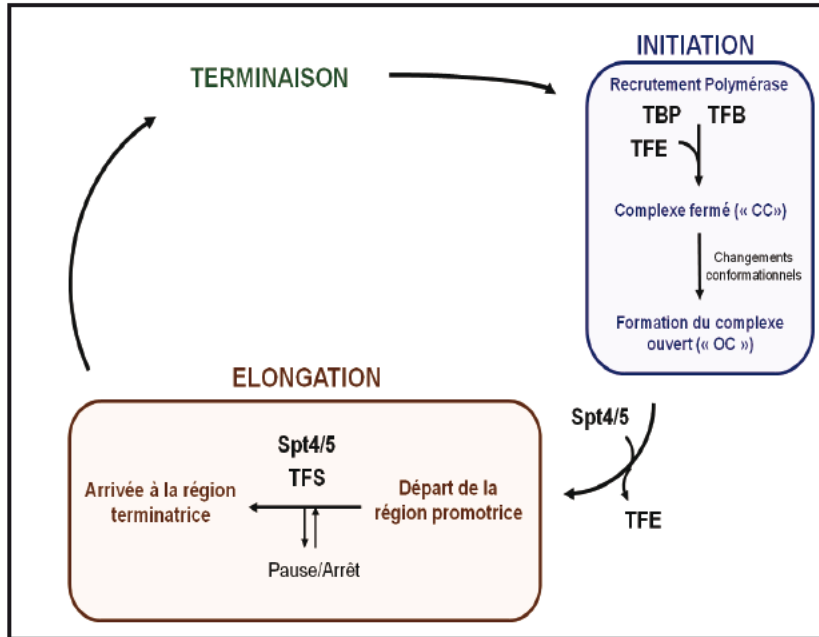 TERMINAISON
INITIATION
Recrutement Polymérase
TBP TFB
TFE
Complexe fermé (« CC»)
Changements
conformationnels
Formation du complexe
ouvert (« OC »)
ELONGATION
Spt4/5
TFE
Spt4/5
TFS
Arrivée à la région
terminatrice
Départ de la
région promotrice
Pause/Arrêt